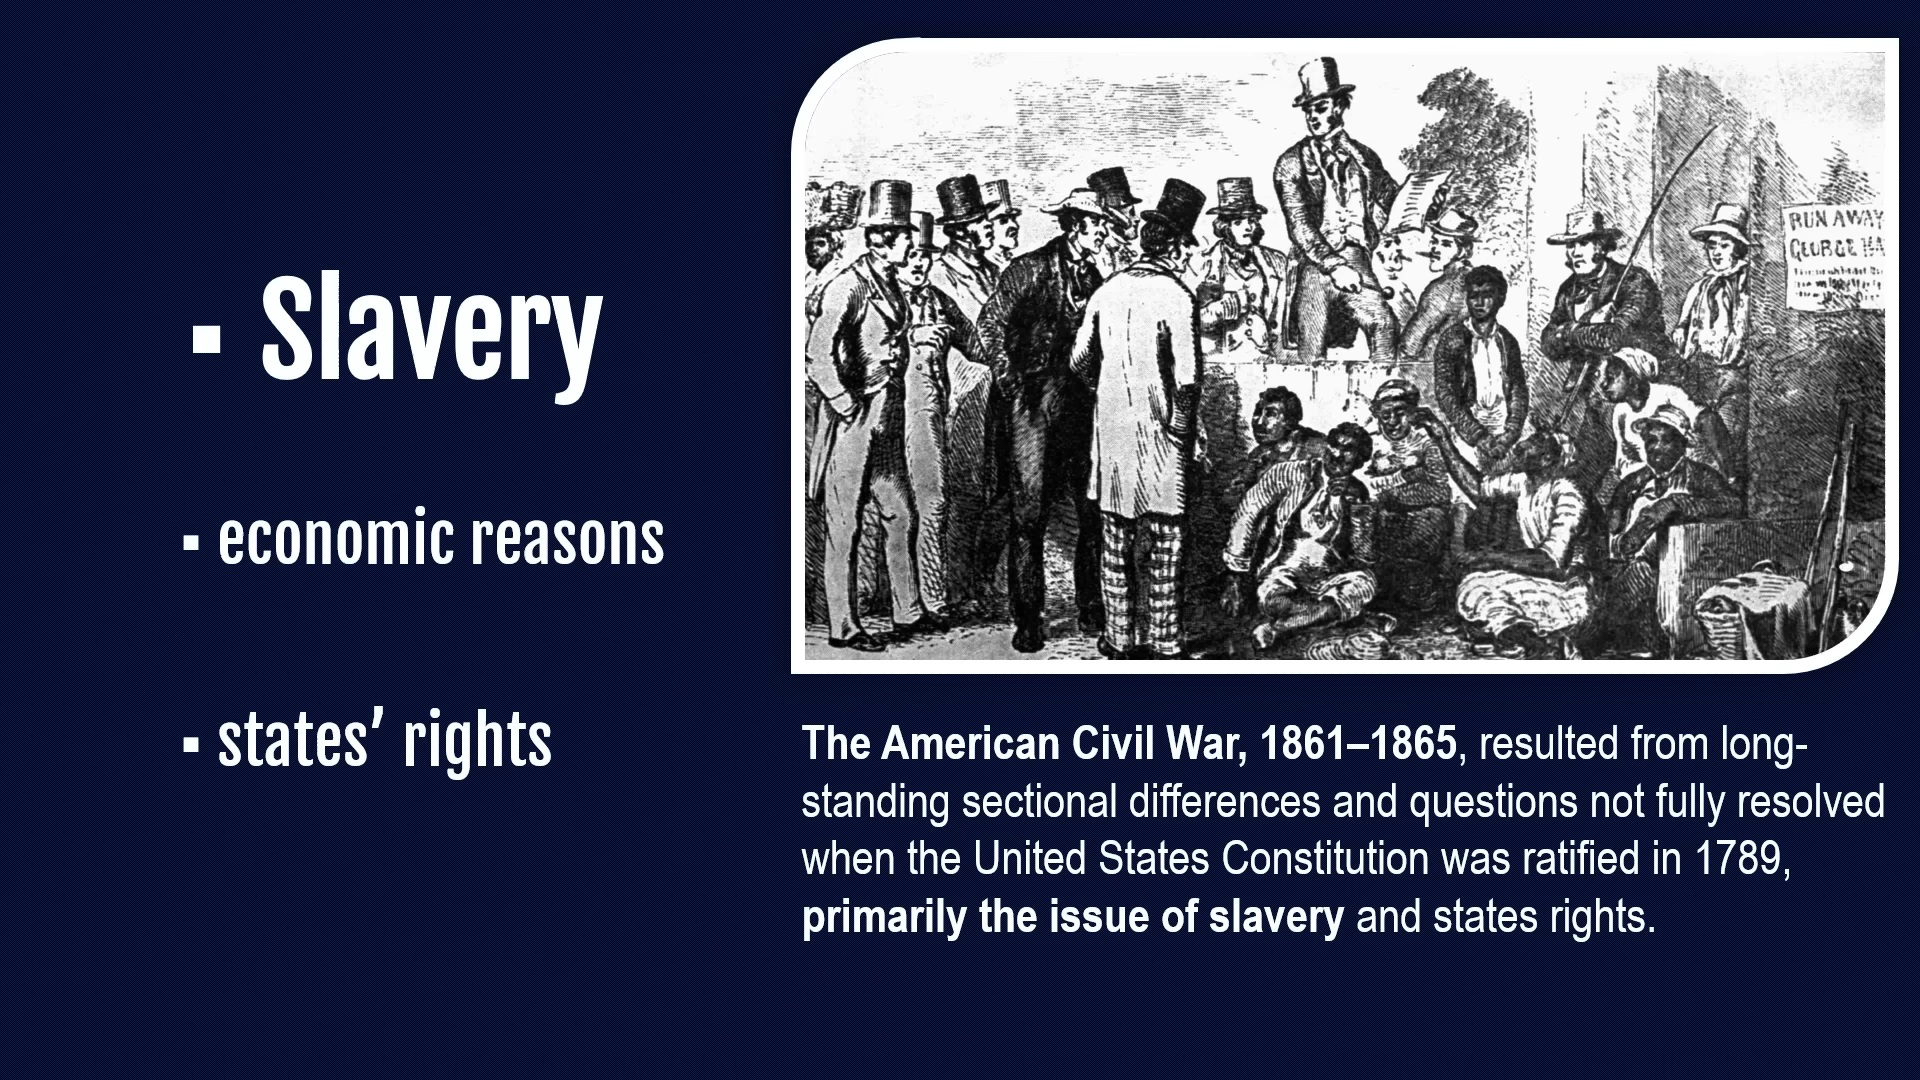 ▪ Slavery
▪ economic reasons
▪ states’ rights
RUN AWAY
GEORGE
The American Civil War, 1861–1865, resulted from long-
standing sectional differences and questions not fully resolved
when the United States Constitution was ratified in 1789,
primarily the issue of slavery and states rights.